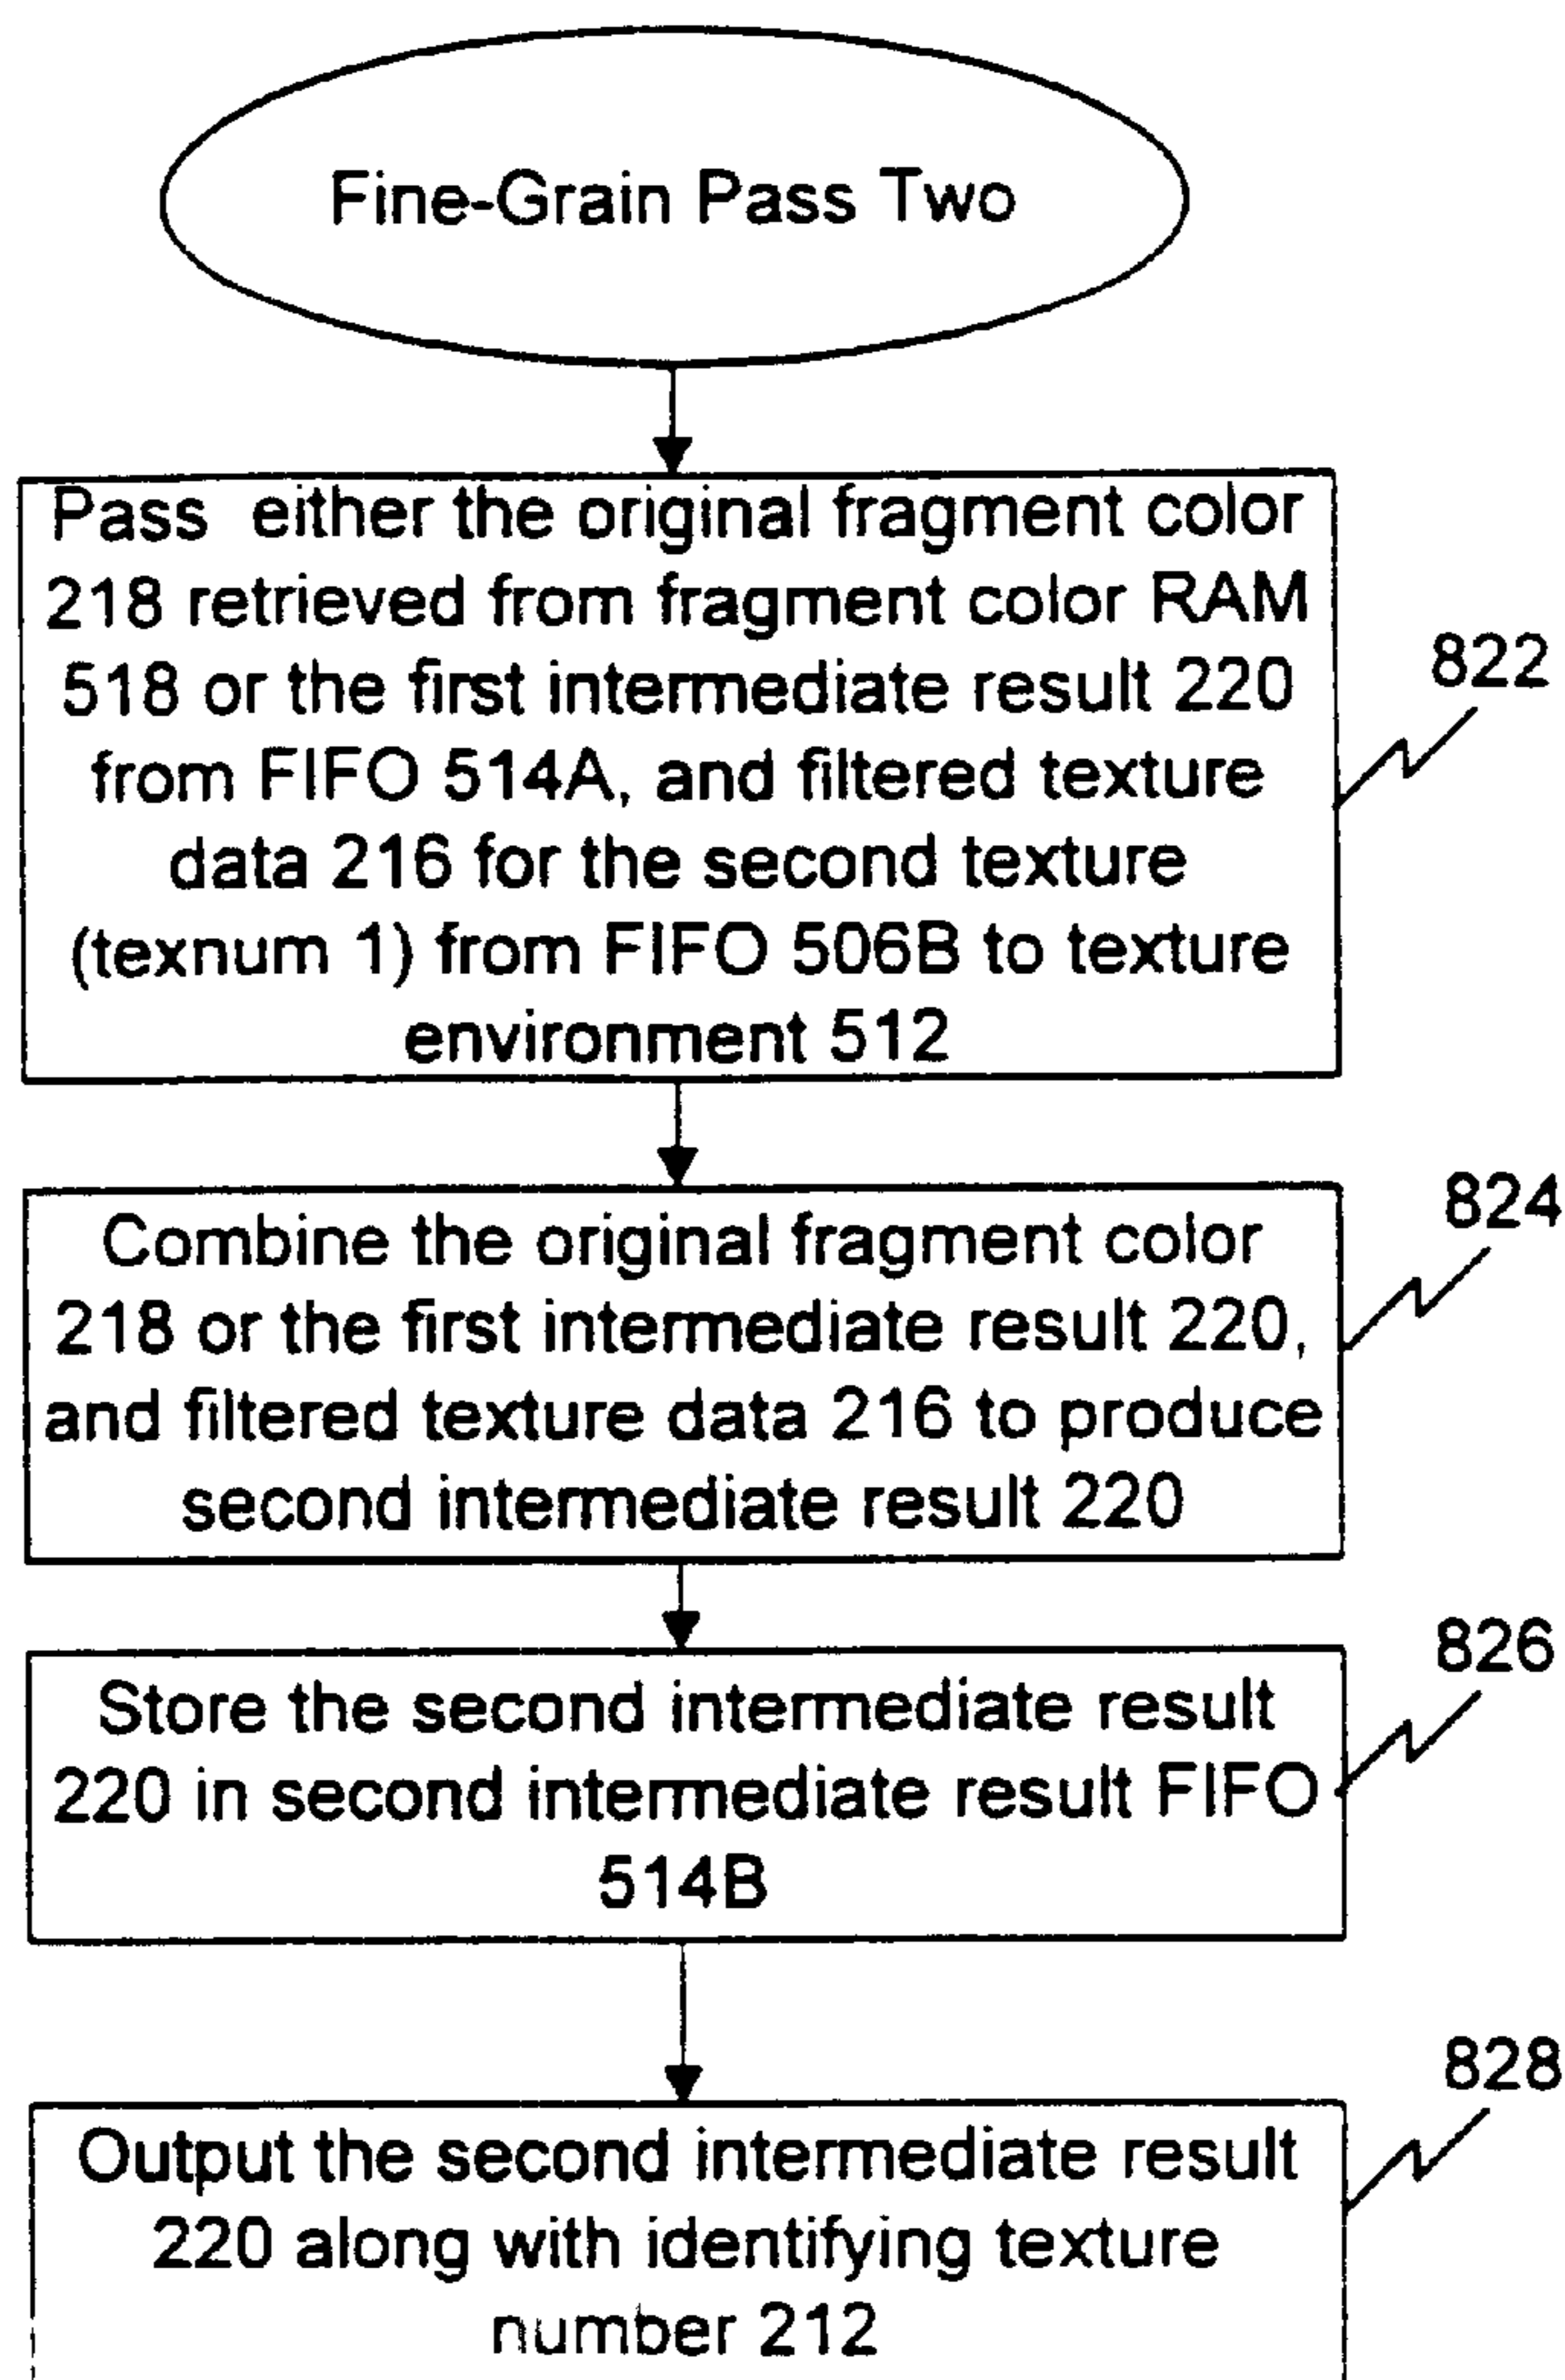 Fine-Grain Pass Two
Pass either the original fragment color
218 retrieved from fragment color RAM
518 or the first intermediate result 220
from FIFO 514A, and filtered texture
data 216 for the second texture
(texnum 1) from FIFO 506B to texture
environment 512
822
Combine the original fragment color
218 or the first intermediate result 220,
and filtered texture data 216 to produce
second intermediate result 220
824
Store the second intermediate result
220 in second intermediate result FIFO
514B
826
Output the second intermediate result
220 along with identifying texture
number 212
828